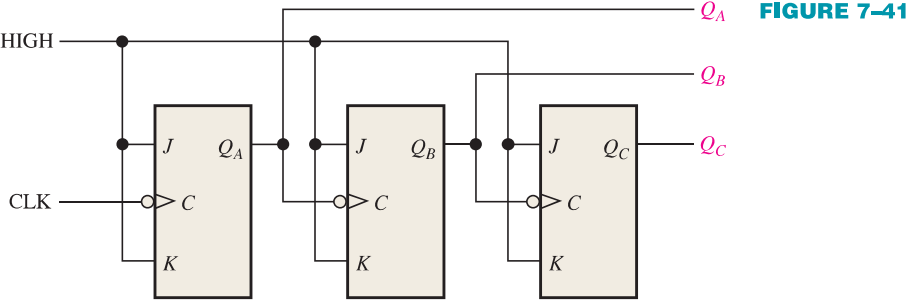 Q_A FIGURE 7–41
HIGH
Q_B
J Q_A J Q_B J Q_C Q_C
CLK C C C
K K K